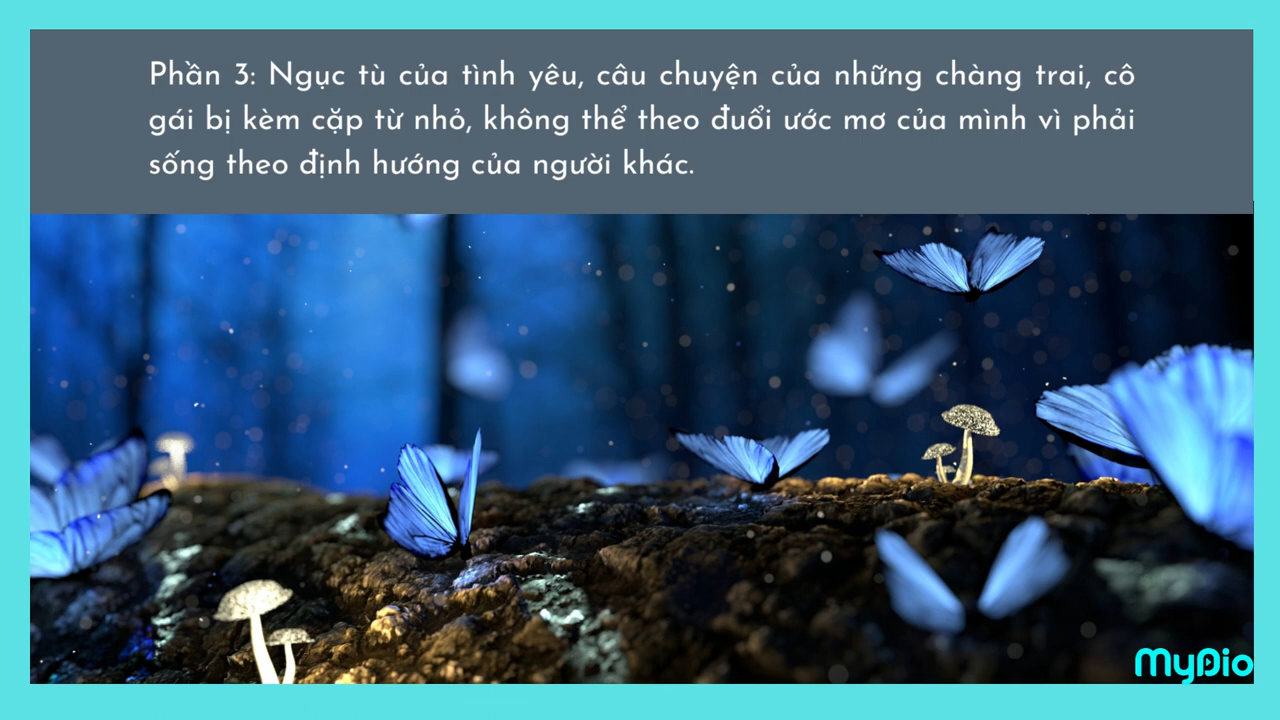 Phần 3: Ngục tù của tình yêu, câu chuyện của những chàng trai, cô
gái bị kèm cặp từ nhỏ, không thể theo đuổi ước mơ của mình vì phải
sống theo định hướng của người khác.
MyDio